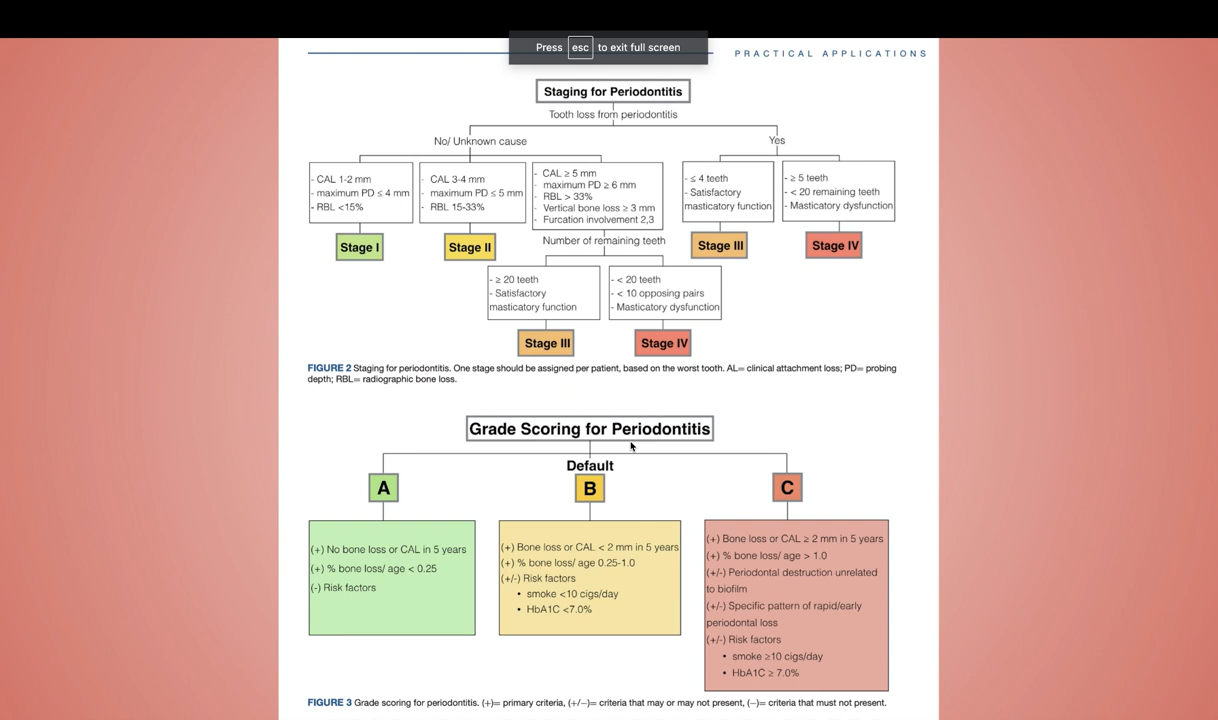 Press esc to exit full screen
PRACTICAL APPLICATIONS
Staging for Periodontitis
Tooth loss from periodontitis
No/ Unknown cause
Yes
- CAL 1-2 mm
- maximum PD ≤ 4 mm
- RBL <15%
- CAL 3-4 mm
- maximum PD ≤ 5 mm
- RBL 15-33%
- CAL ≥ 5 mm
- maximum PD ≥ 6 mm
- RBL > 33%
- Vertical bone loss ≥ 3 mm
- Furcation involvement 2,3
- ≤ 4 teeth
- Satisfactory
masticatory function
- ≥ 5 teeth
- < 20 remaining teeth
- Masticatory dysfunction
Stage I
Stage II
Number of remaining teeth
Stage III
Stage IV
- ≥ 20 teeth
- Satisfactory
masticatory function
- < 20 teeth
- < 10 opposing pairs
- Masticatory dysfunction
Stage III
Stage IV
FIGURE 2 Staging for periodontitis. One stage should be assigned per patient, based on the worst tooth. AL= clinical attachment loss; PD= probing
depth; RBL= radiographic bone loss.
Grade Scoring for Periodontitis
Default
A
B
C
(+) No bone loss or CAL in 5 years
(+) % bone loss/ age < 0.25
(-) Risk factors
(+) Bone loss or CAL < 2 mm in 5 years
(+) % bone loss/ age 0.25-1.0
(+/-) Risk factors
• smoke <10 cigs/day
• HbA1C <7.0%
(+) Bone loss or CAL ≥ 2 mm in 5 years
(+) % bone loss/ age > 1.0
(+/-) Periodontal destruction unrelated
to biofilm
(+/-) Specific pattern of rapid/early
periodontal loss
(+/-) Risk factors
• smoke ≥10 cigs/day
• HbA1C ≥ 7.0%
FIGURE 3 Grade scoring for periodontitis. (+)= primary criteria, (+/−)= criteria that may or may not present, (−)= criteria that must not present.